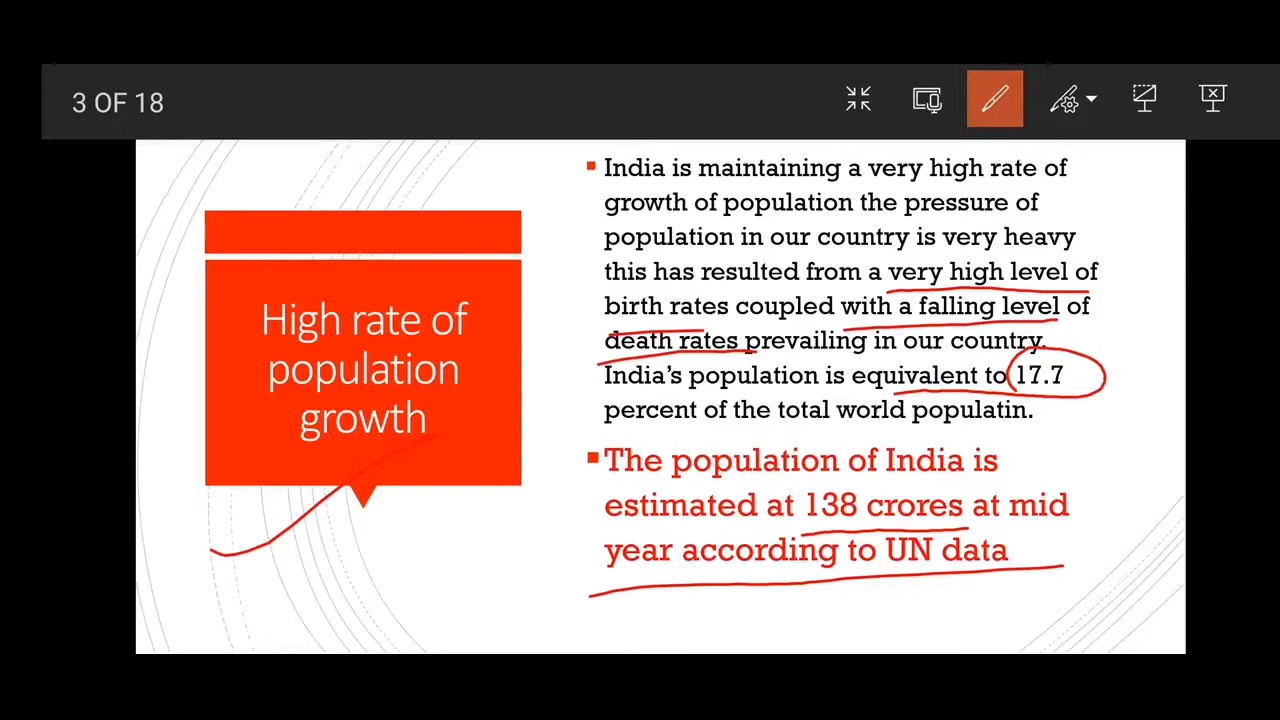 3 OF 18
High rate of
population
growth
India is maintaining a very high rate of
growth of population the pressure of
population in our country is very heavy
this has resulted from a very high level of
birth rates coupled with a falling level of
death rates prevailing in our country.
India's population is equivalent to 17.7
percent of the total world populatin.
The population of India is
estimated at 138 crores at mid
year according to UN data